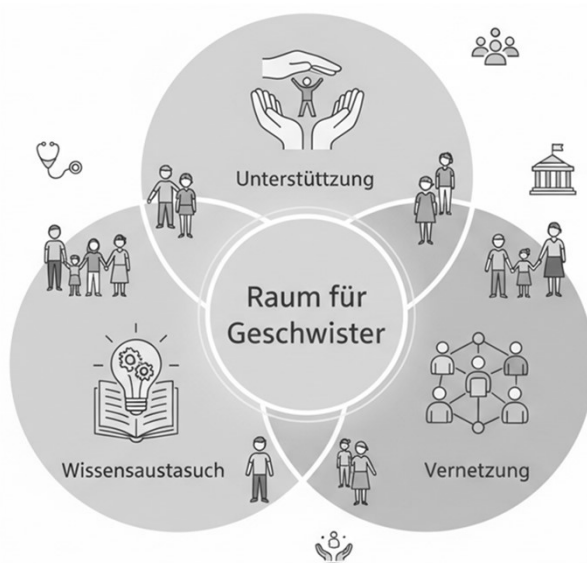 Unterstüttzung
Raum für
Geschwister
Wissensaustasuch
Vernetzung